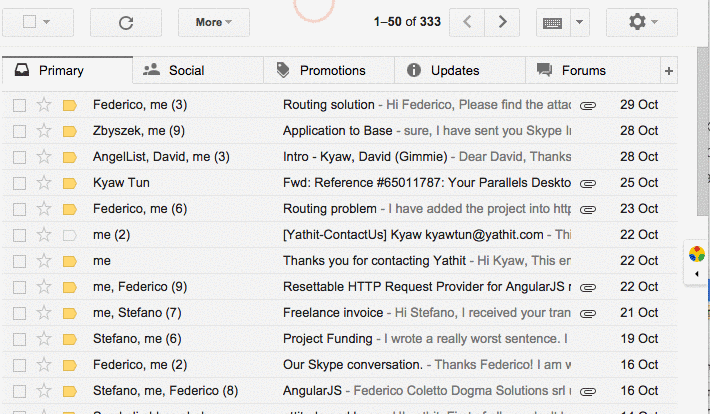 More 1–50 of 333
Primary Social Promotions Updates Forums +
Federico, me (3) Routing solution - Hi Federico, Please find the attac 29 Oct
Zbyszek, me (9) Application to Base - sure, I have sent you Skype 28 Oct
AngelList, David, me (3) Intro - Kyaw, David (Gimmie) - Dear David, Thanks 28 Oct
Kyaw Tun Fwd: Reference #65011787: Your Parallels Deskto 25 Oct
Federico, me (6) Routing problem - I have added the project into http 23 Oct
me (2) [Yathit-ContactUs] Kyaw kyawtun@yathit.com - Thi 22 Oct
me Thanks you for contacting Yathit - Hi Kyaw, This en 22 Oct
me, Federico (9) Resettable HTTP Request Provider for AngularJS 22 Oct
me, Stefano (7) Freelance invoice - Hi Stefano, I received your tran 21 Oct
Stefano, me (6) Project Funding - I wrote a really worst sentence. I 19 Oct
Federico, me (2) Our Skype conversation. - Thanks Federico! I am w 16 Oct
Stefano, me, Federico (8) AngularJS - Federico Coletto Dogma Solutions srl 16 Oct